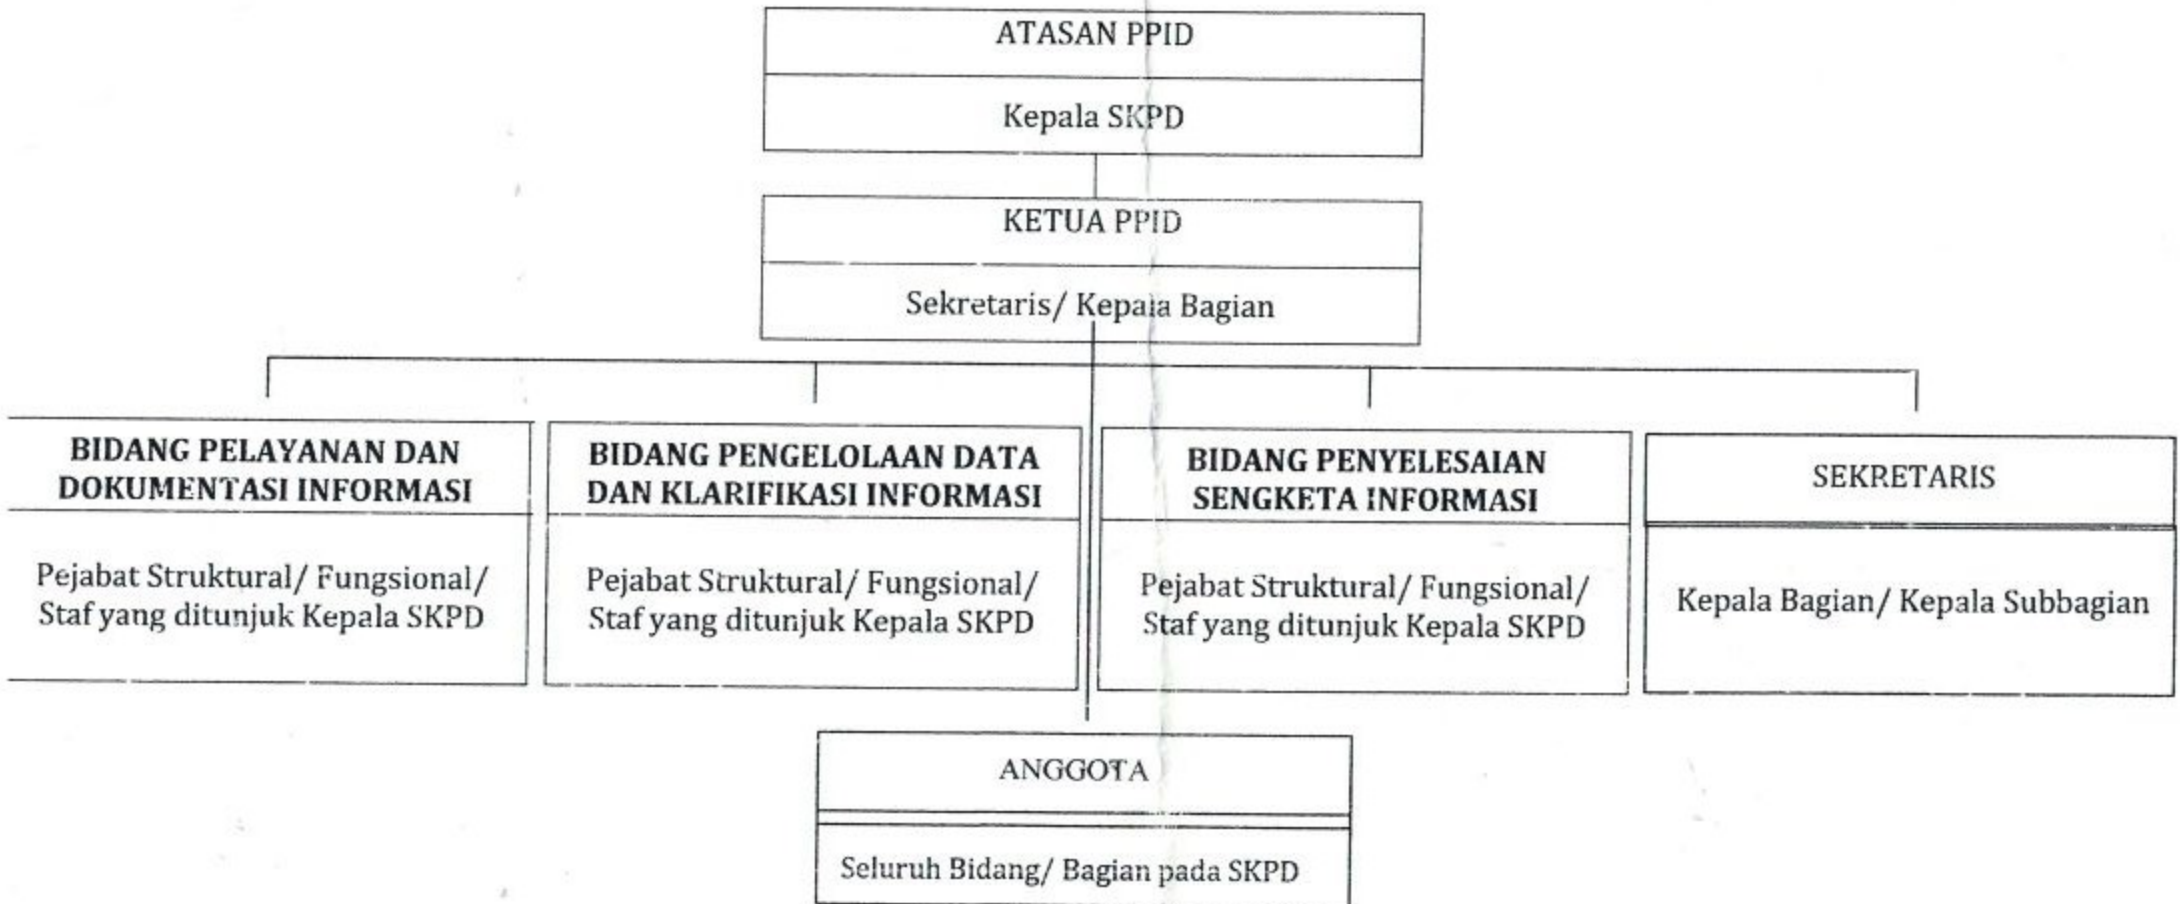 ATASAN PPID
Kepala SKPD
KETUA PPID
Sekretaris/ Kepala Bagian
BIDANG PELAYANAN DAN
DOKUMENTASI INFORMASI
Pejabat Struktural/ Fungsional/
Staf yang ditunjuk Kepala SKPD
BIDANG PENGELOLAAN DATA
DAN KLARIFIKASI INFORMASI
Pejabat Struktural/ Fungsional/
Staf yang ditunjuk Kepala SKPD
BIDANG PENYELESAIAN
SENGKETA INFORMASI
Pejabat Struktural/ Fungsional/
Staf yang ditunjuk Kepala SKPD
SEKRETARIS
Kepala Bagian/ Kepala Subbagian
ANGGOTA
Seluruh Bidang/ Bagian pada SKPD